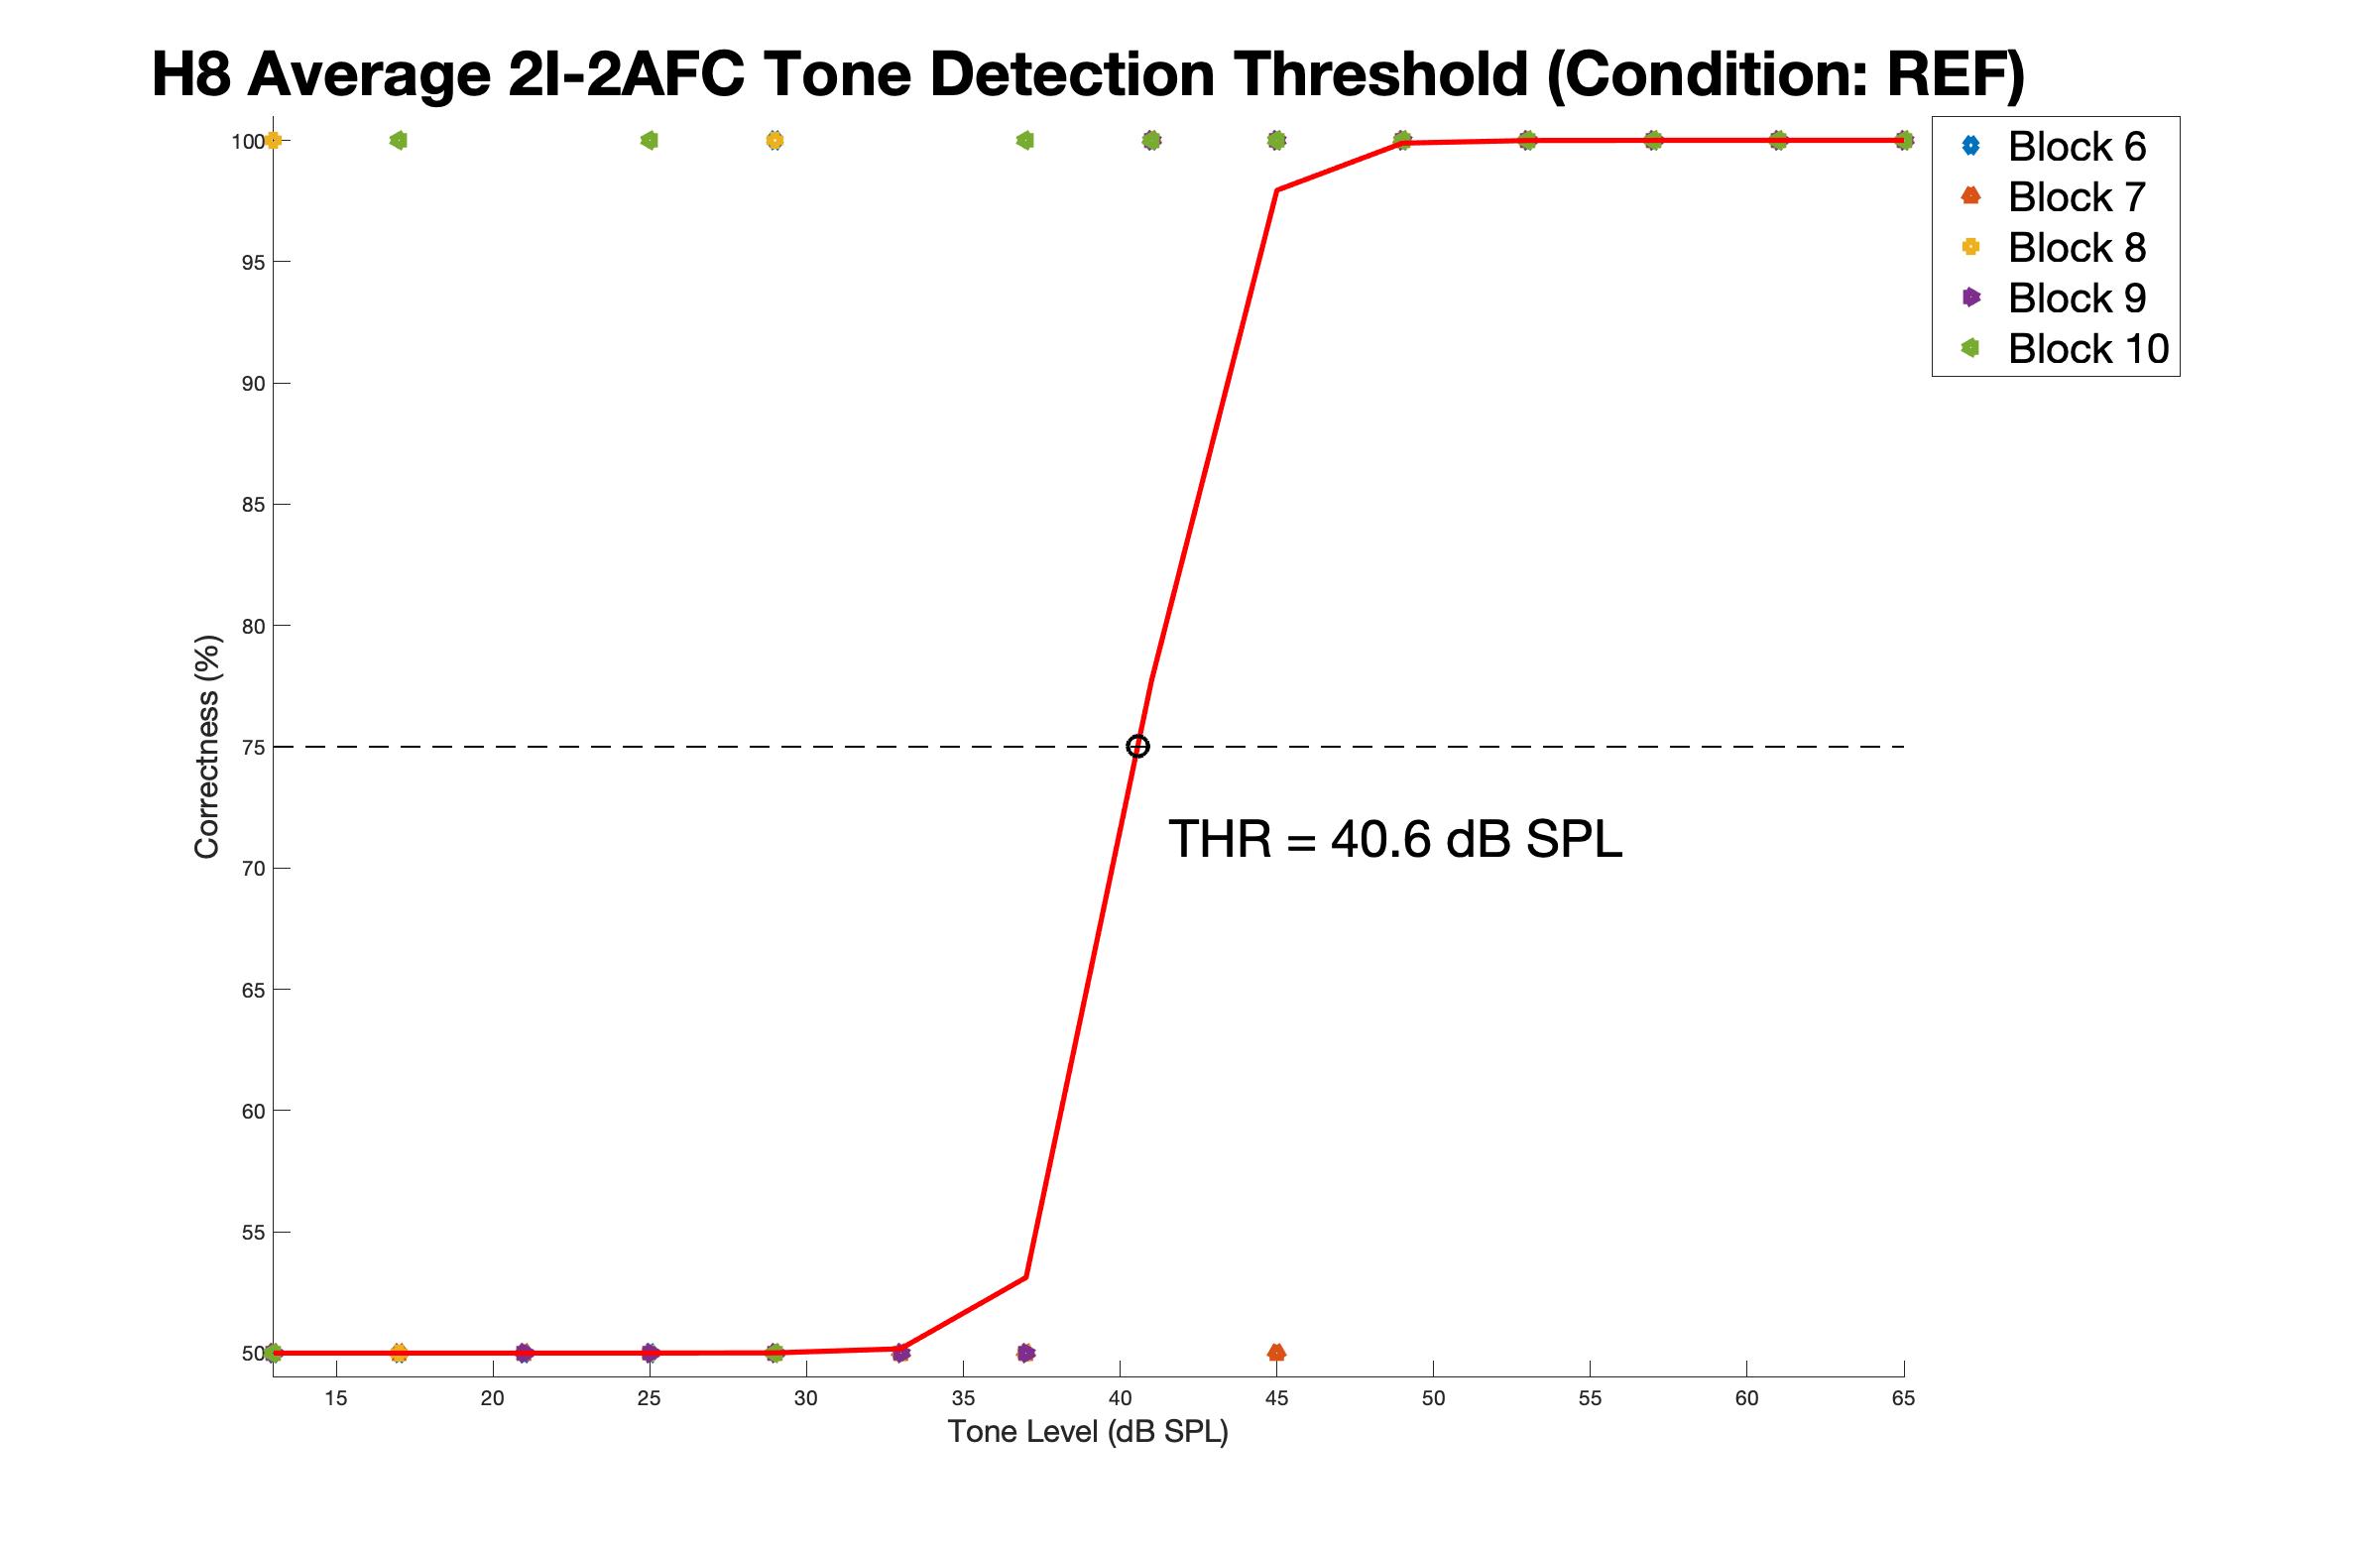 H8 Average 2I-2AFC Tone Detection Threshold (Condition: REF)
100
95
90
85
80
75
70
65
60
55
50
Correctness (%)
THR = 40.6 dB SPL
15 20 25 30 35 40 45 50 55 60 65
Tone Level (dB SPL)
Block 6
Block 7
Block 8
Block 9
Block 10